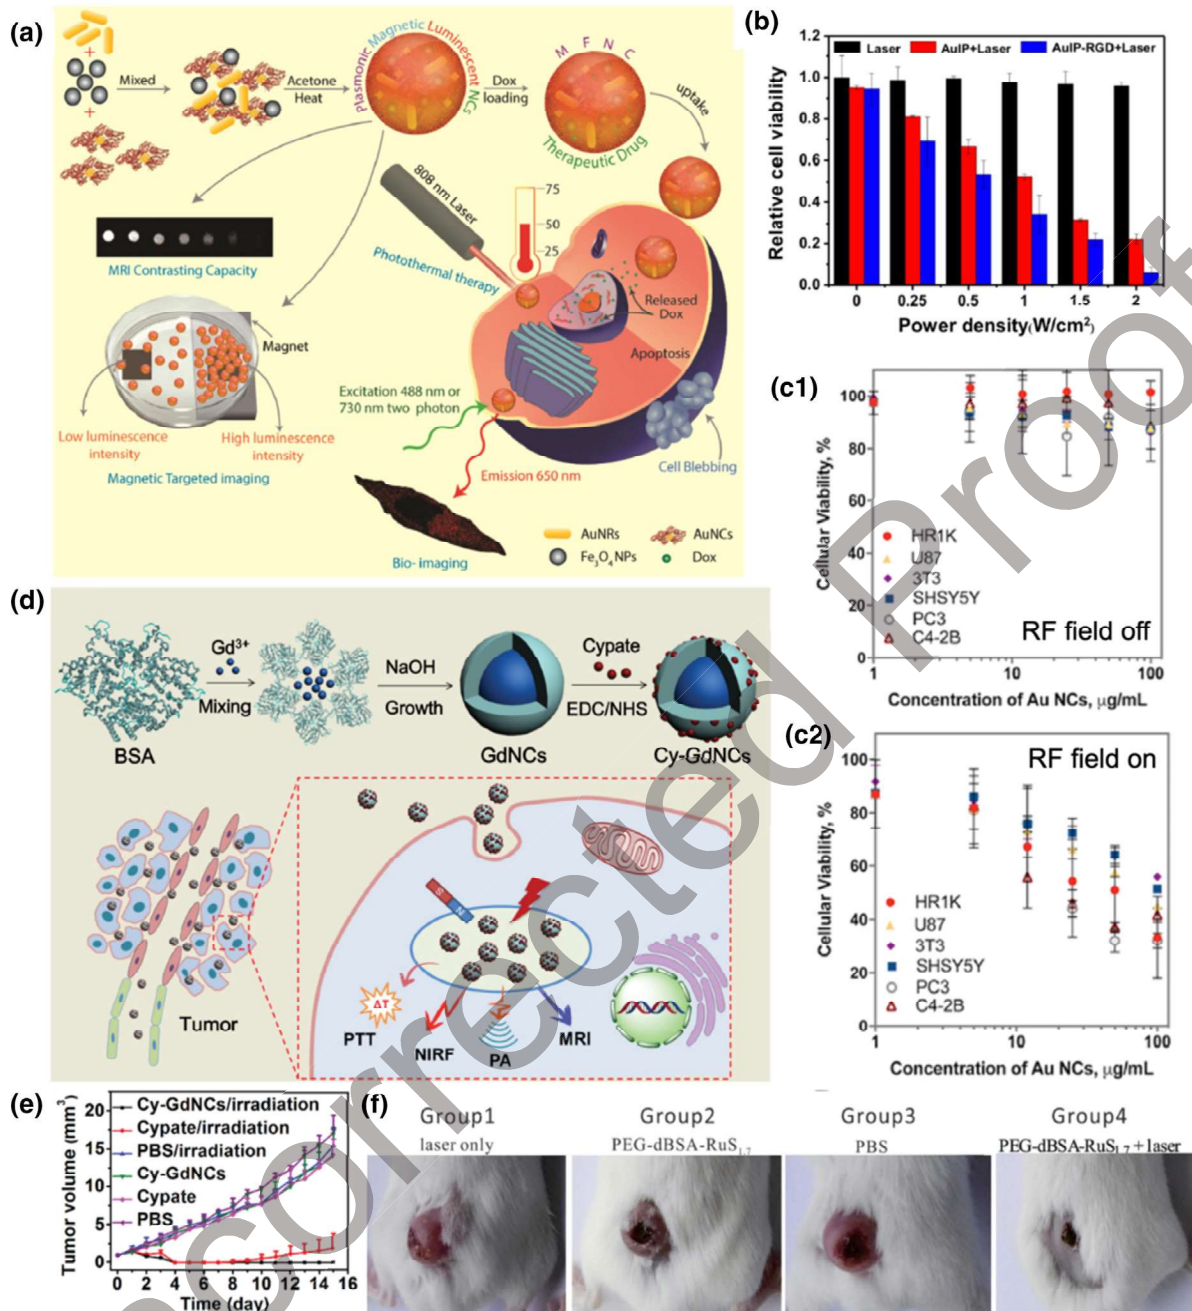 (a)
+
+
Mixed
Acetone
Heat
Plasmonic Magnetic Luminescent NCs
Dox
loading
M F N C
Therapeutic Drug
uptake
MRI Contrasting Capacity
808 nm Laser
75
50
25
Photothermal therapy
Released
Dox
Apoptosis
Magnet
Low luminescence
intensity
High luminescence
intensity
Magnetic Targeted imaging
Excitation 488 nm or
730 nm two photon
Emission 650 nm
Cell Blebbing
Bio- imaging
AuNRs
AuNCs
Fe3O4NPs
Dox
(b)
Laser
AuIP+Laser
AuIP-RGD+Laser
Relative cell viability
1.2
1.0
0.8
0.6
0.4
0.2
0.0
0 0.25 0.5 1 1.5 2
Power density(W/cm2)
(c1)
Cellular Viability, %
100
80
60
40
20
0
HR1K
U87
3T3
SHSY5Y
PC3
C4-2B
RF field off
1 10 100
Concentration of Au NCs, μg/mL
(c2)
RF field on
Cellular Viability, %
100
80
60
40
20
0
HR1K
U87
3T3
SHSY5Y
PC3
C4-2B
1 10 100
Concentration of Au NCs, μg/mL
(d)
BSA
Gd3+
Mixing
NaOH
Growth
GdNCs
Cypate
EDC/NHS
Cy-GdNCs
Tumor
S
N
ΔT
PTT
NIRF
PA
MRI
(e)
Tumor volume (mm3)
20
15
10
5
0
Cy-GdNCs/irradiation
Cypate/irradiation
PBS/irradiation
Cy-GdNCs
Cypate
PBS
0 2 4 6 8 10 12 14 16
Time (day)
(f)
Group1
laser only
Group2
PEG-dBSA-RuS1.7
Group3
PBS
Group4
PEG-dBSA-RuS1.7 + laser
corrected Proof